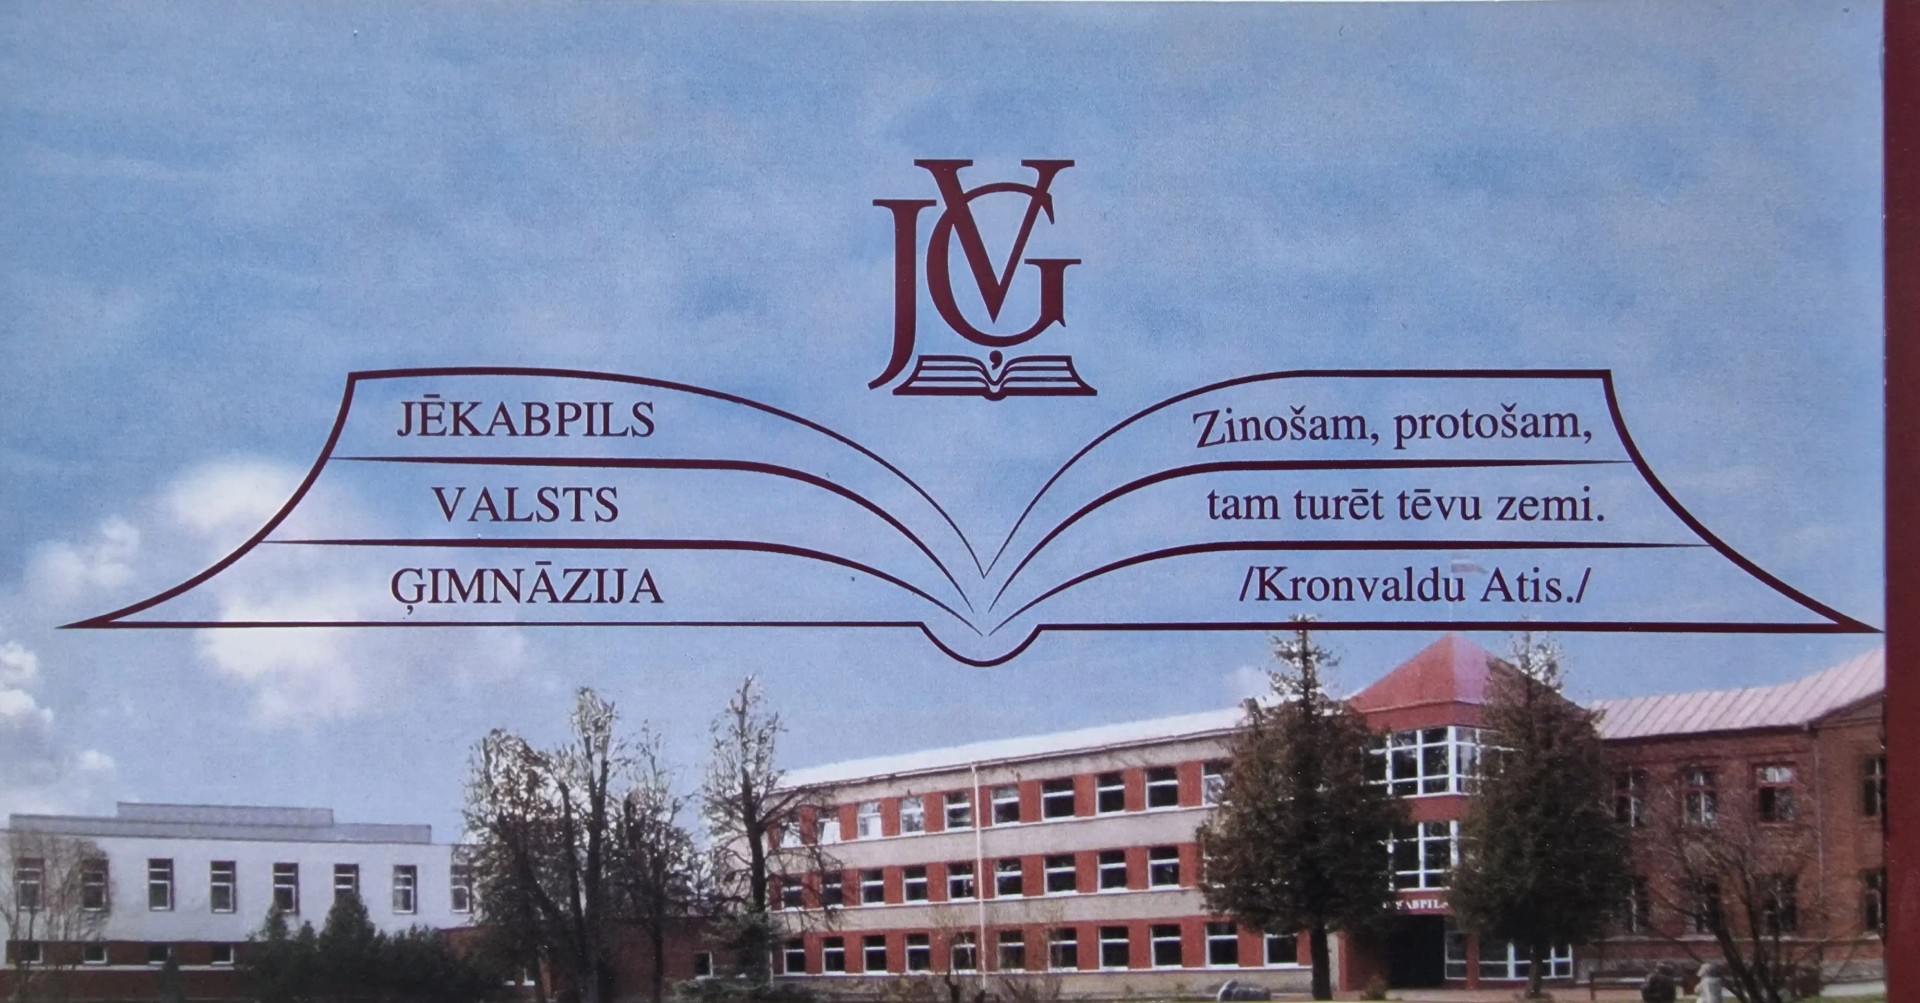 JVG
JĒKABPILS
VALSTS
ĢIMNĀZIJA
Zinošam, protošam,
tam turēt tēvu zemi.
/Kronvaldu Atis./